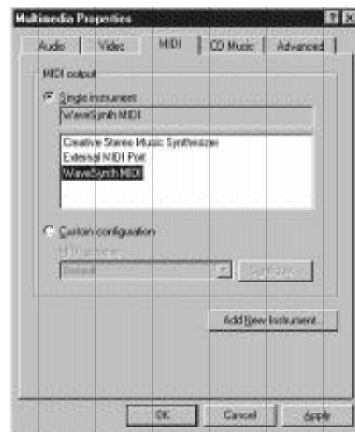 Multimedia Properties
Audio Video MIDI CD Music Advanced
MIDI output
Single instrument
WaveSynth MIDI
Creative Stereo Music Synthesizer
External MIDI Port
WaveSynth MIDI
Custom configuration
Default
Add New Instrument...
OK Cancel Apply